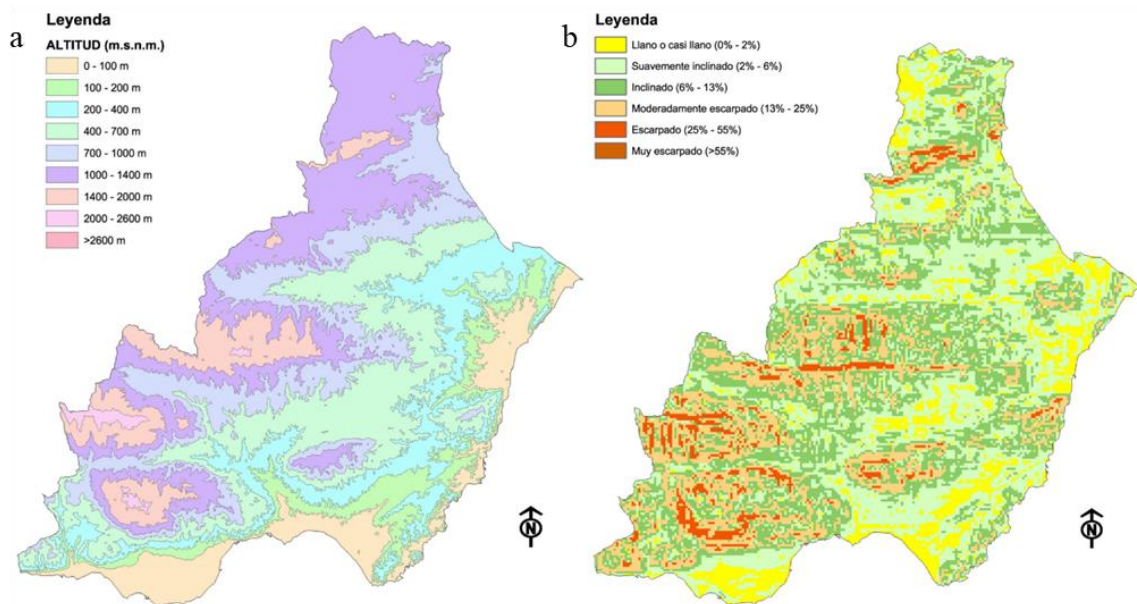 a
Leyenda
ALTITUD (m.s.n.m.)
0 - 100 m
100 - 200 m
200 - 400 m
400 - 700 m
700 - 1000 m
1000 - 1400 m
1400 - 2000 m
2000 - 2600 m
>2600 m
N
b
Leyenda
Llano o casi llano (0% - 2%)
Suavemente inclinado (2% - 6%)
Inclinado (6% - 13%)
Moderadamente escarpado (13% - 25%)
Escarpado (25% - 55%)
Muy escarpado (>55%)
N